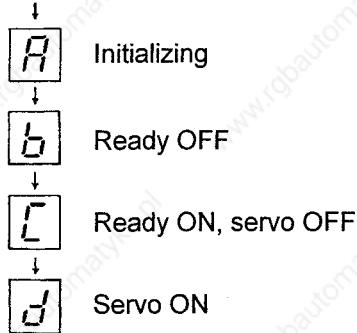 A Initializing
b Ready OFF
C Ready ON, servo OFF
d Servo ON